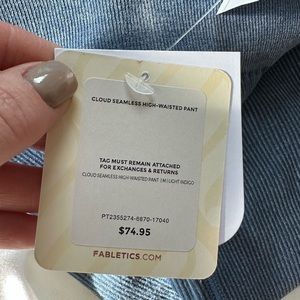 CLOUD SEAMLESS HIGH-WAISTED PANT
TAG MUST REMAIN ATTACHED
FOR EXCHANGES & RETURNS
CLOUD SEAMLESS HIGH-WAISTED PANT | M | LIGHT INDIGO
PT2355274-6670-17040
$74.95
FABLETICS.COM